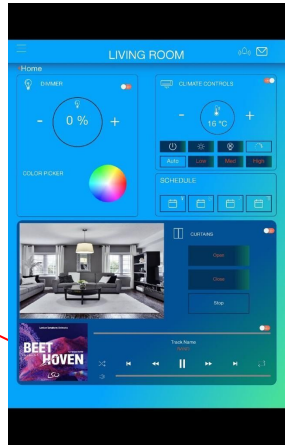 LIVING ROOM
Home
DIMMER
- 0 % +
COLOR PICKER
CLIMATE CONTROLS
- 16 °C +
Auto Low Med High
SCHEDULE
CURTAINS
Open
Close
Stop
BEET
HOVEN
Track Name